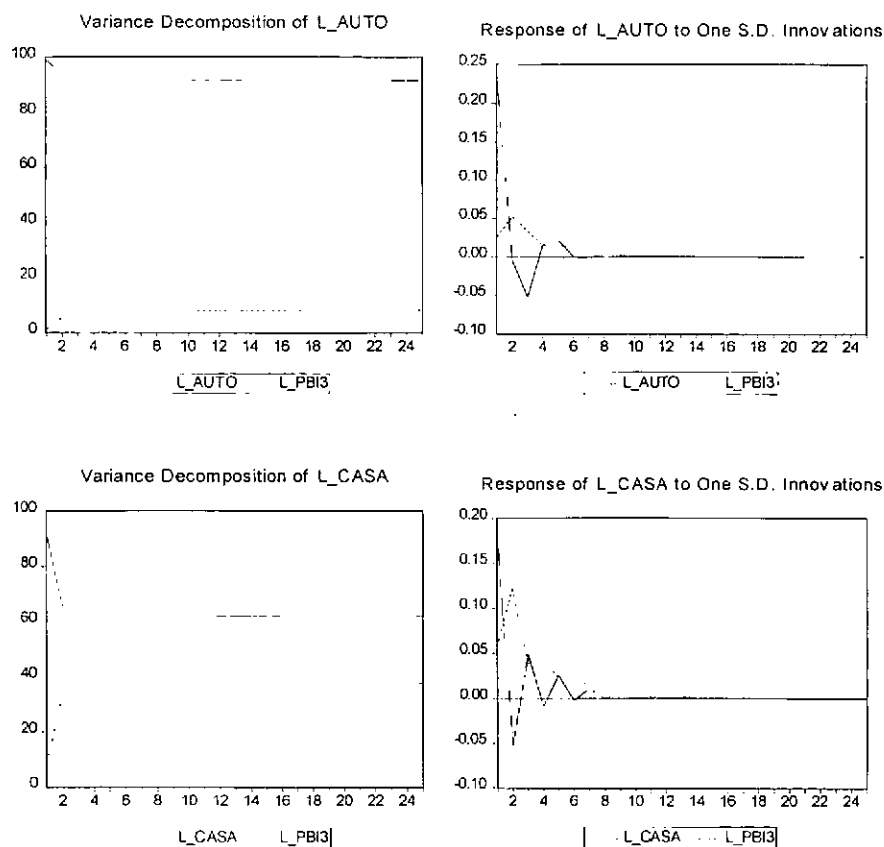 Variance Decomposition of L_AUTO
100
80
60
40
20
0
2 4 6 8 10 12 14 16 18 20 22 24
L_AUTO L_PBI3
Response of L_AUTO to One S.D. Innovations
0.25
0.20
0.15
0.10
0.05
0.00
-0.05
-0.10
2 4 6 8 10 12 14 16 18 20 22 24
L_AUTO L_PBI3
Variance Decomposition of L_CASA
100
80
60
40
20
0
2 4 6 8 10 12 14 16 18 20 22 24
L_CASA L_PBI3
Response of L_CASA to One S.D. Innovations
0.20
0.15
0.10
0.05
0.00
-0.05
-0.10
2 4 6 8 10 12 14 16 18 20 22 24
L_CASA L_PBI3